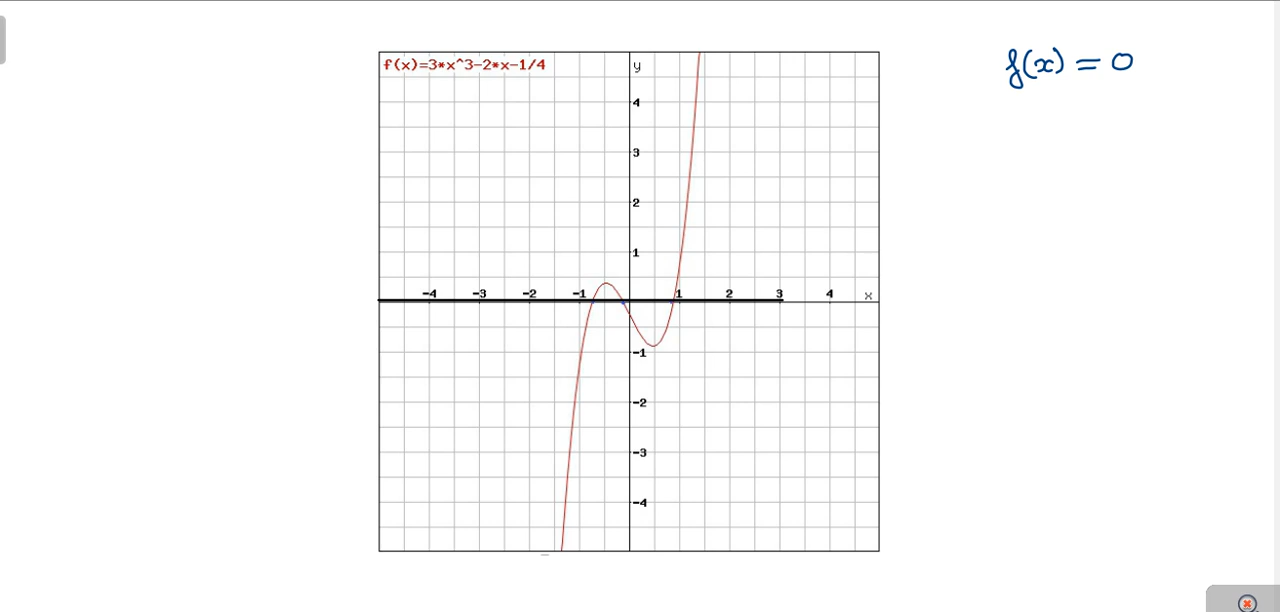 f(x)=3*x^3-2*x-1/4
f(x) = 0
y
4
3
2
1
-4 -3 -2 -1 1 2 3 4 x
-1
-2
-3
-4